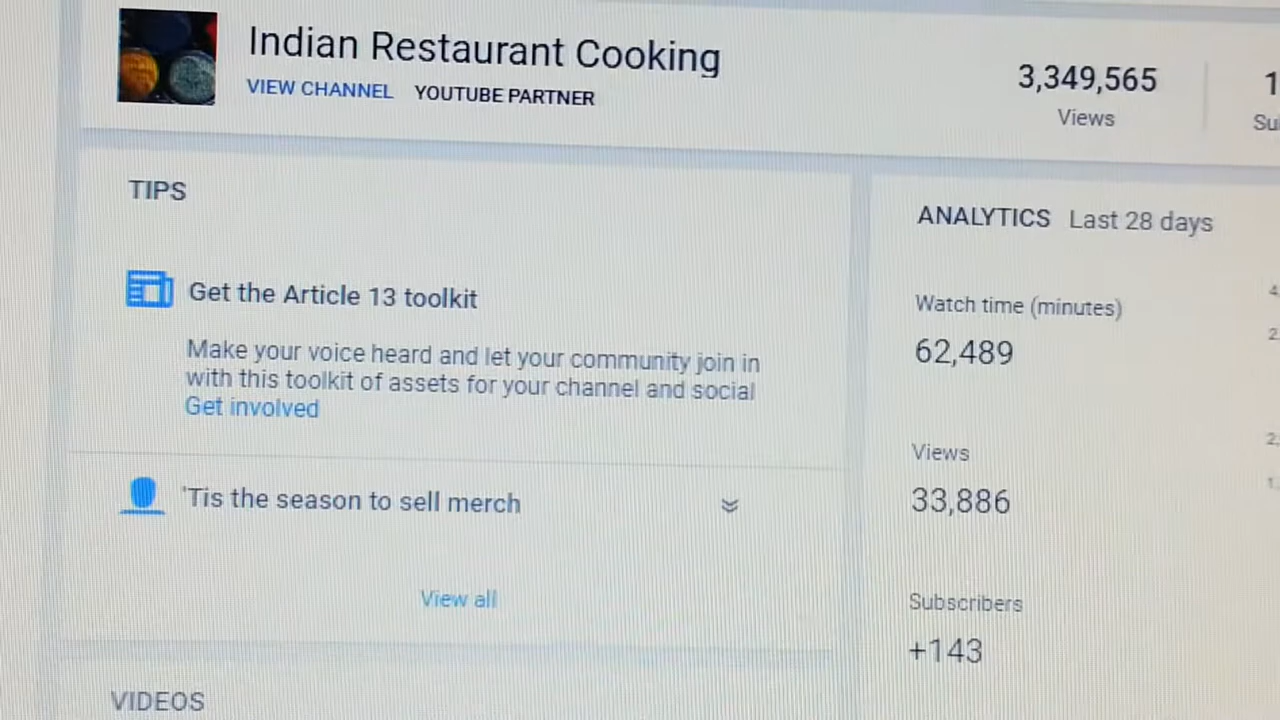 Indian Restaurant Cooking
VIEW CHANNEL YOUTUBE PARTNER
3,349,565
Views
TIPS
Get the Article 13 toolkit
Make your voice heard and let your community join in
with this toolkit of assets for your channel and social
Get involved
'Tis the season to sell merch
View all
VIDEOS
ANALYTICS Last 28 days
Watch time (minutes)
62,489
Views
33,886
Subscribers
+143